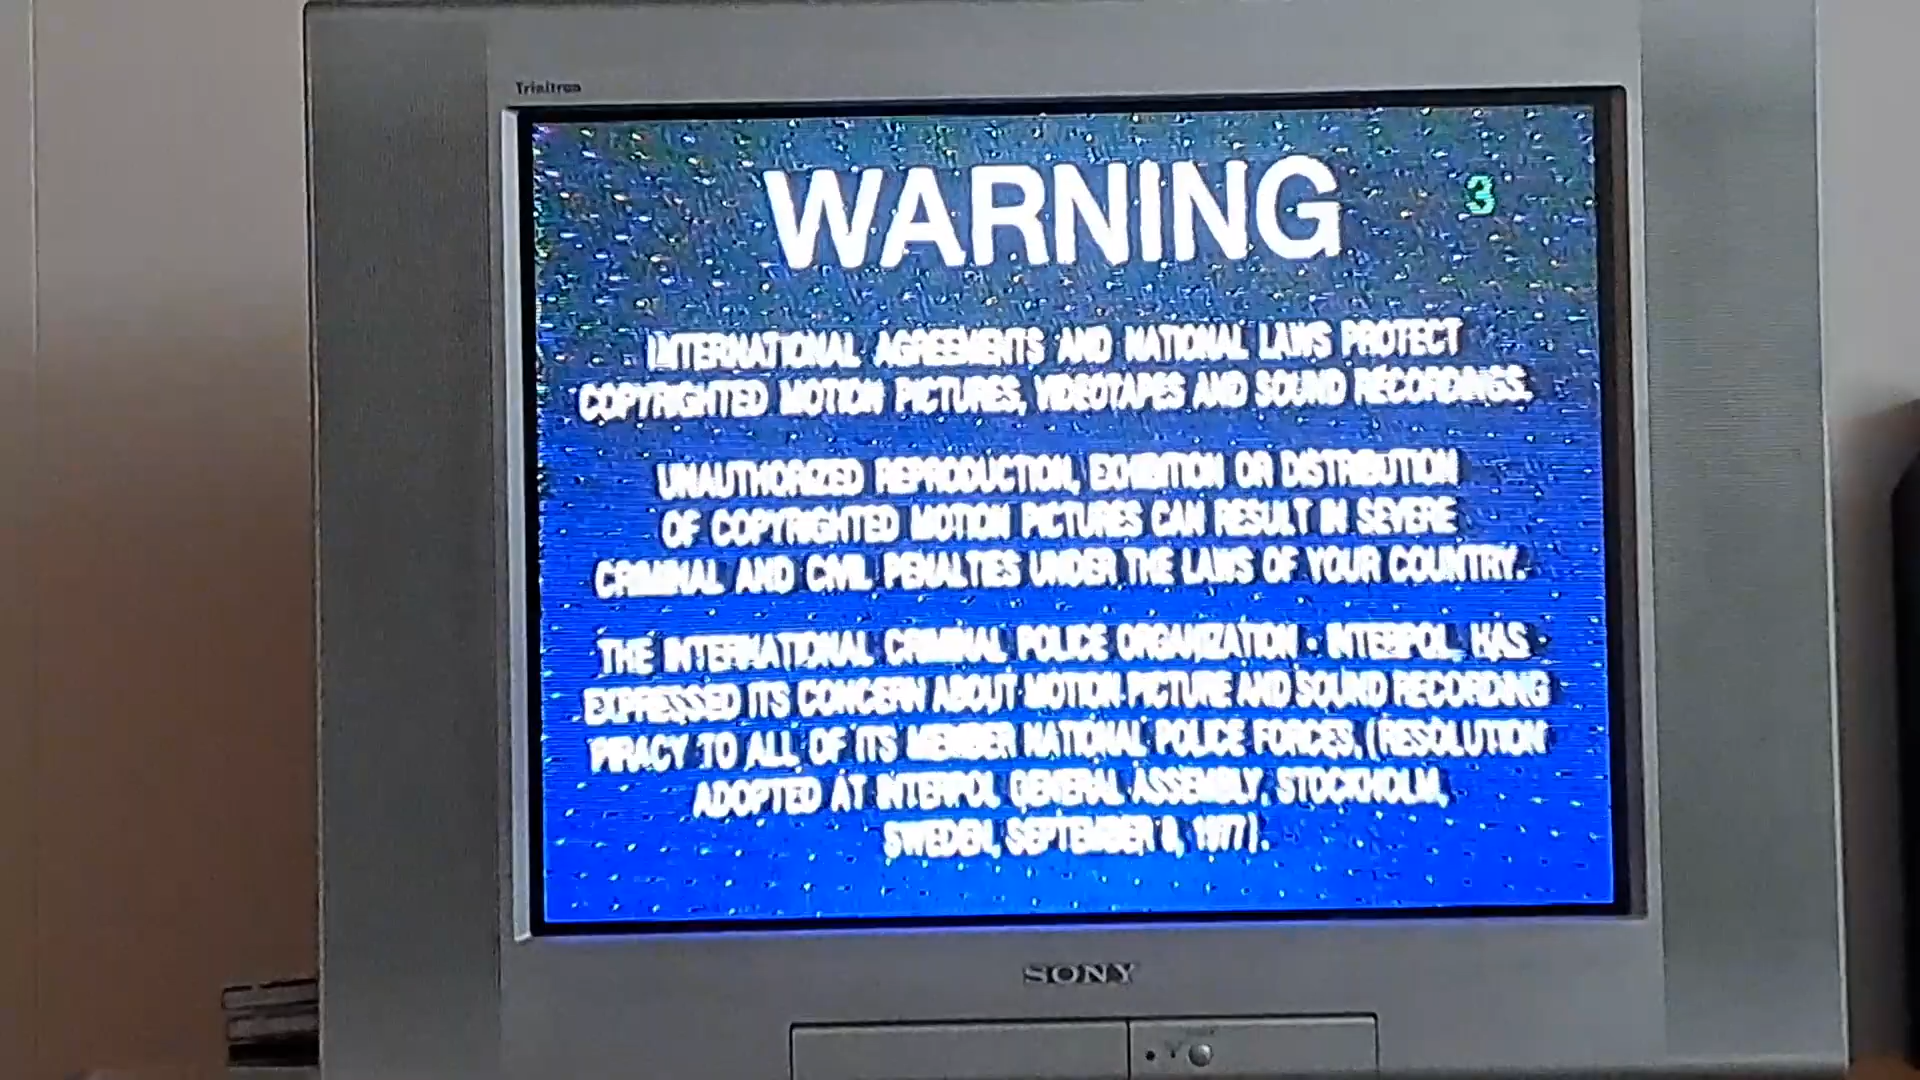 Trinitron
WARNING
3
INTERNATIONAL AGREEMENTS AND NATIONAL LAWS PROTECT
COPYRIGHTED MOTION PICTURES, VIDEOTAPES AND SOUND RECORDINGS.
UNAUTHORIZED REPRODUCTION, EXHIBITION OR DISTRIBUTION
OF COPYRIGHTED MOTION PICTURES CAN RESULT IN SEVERE
CRIMINAL AND CIVIL PENALTIES UNDER THE LAWS OF YOUR COUNTRY.
THE INTERNATIONAL CRIMINAL POLICE ORGANIZATION - INTERPOL, HAS
EXPRESSED ITS CONCERN ABOUT MOTION PICTURE AND SOUND RECORDING
PIRACY TO ALL OF ITS MEMBER NATIONAL POLICE FORCES. (RESOLUTION
ADOPTED AT INTERPOL GENERAL ASSEMBLY, STOCKHOLM,
SWEDEN, SEPTEMBER 8, 1977).
SONY